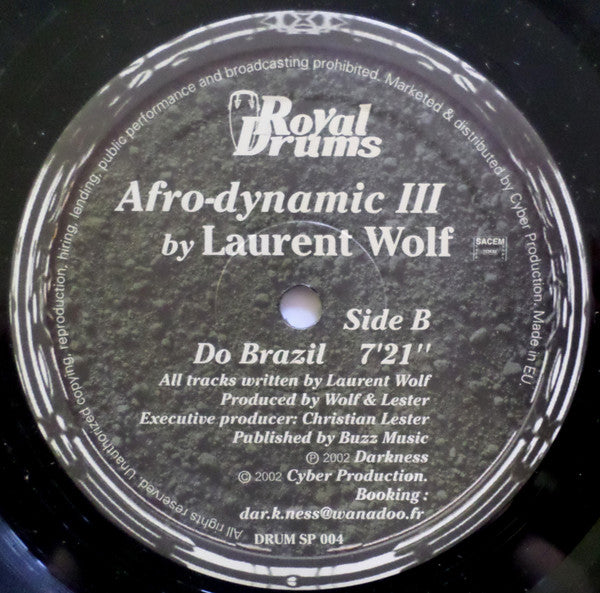 Royal
Drums
Afro-dynamic III
by Laurent Wolf
SACEM
Side B
Do Brazil 7'21''
All tracks written by Laurent Wolf
Produced by Wolf & Lester
Executive producer: Christian Lester
Published by Buzz Music
℗ 2002 Darkness
© 2002 Cyber Production.
Booking :
dar.k.ness@wanadoo.fr
DRUM SP 004
All rights reserved. Unauthorized copying, reproduction, hiring, lending, public performance and broadcasting prohibited. Marketed & distributed by Cyber Production. Made in EU